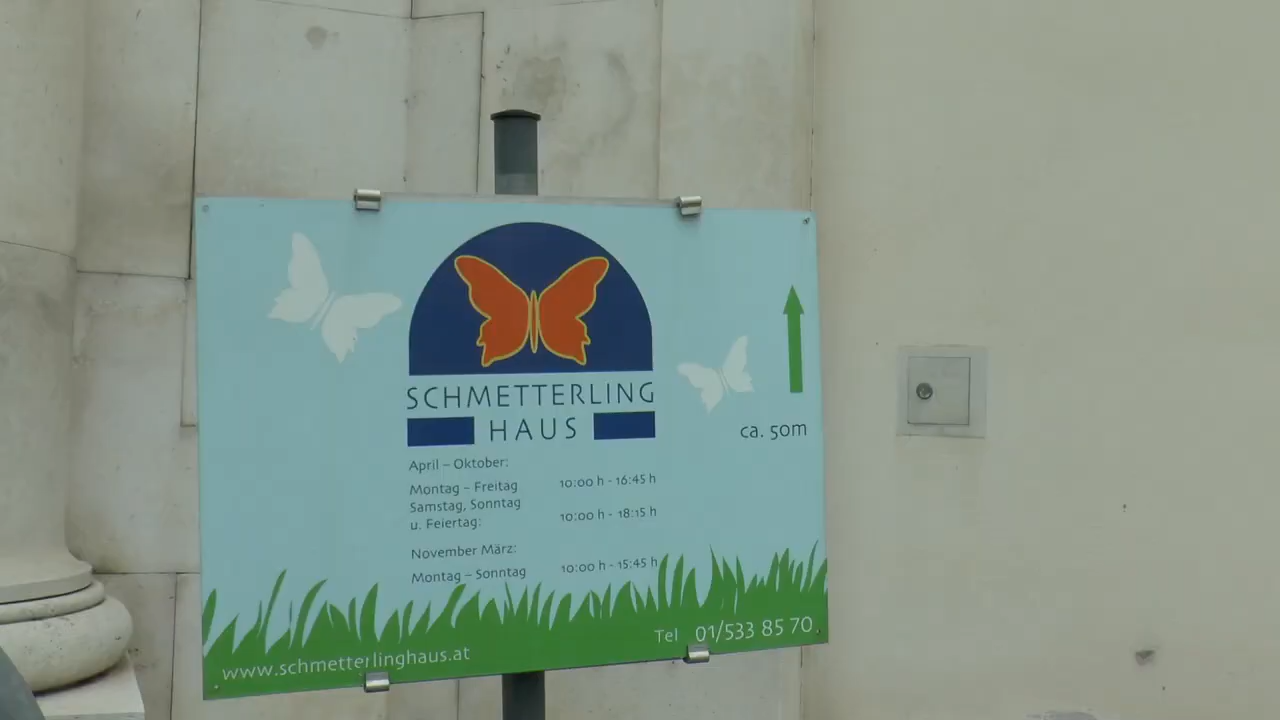 SCHMETTERLING
HAUS
ca. 50m
April – Oktober:
Montag – Freitag 10:00 h - 16:45 h
Samstag, Sonntag
u. Feiertag: 10:00 h - 18:15 h
November März:
Montag – Sonntag 10:00 h - 15:45 h
Tel 01/533 85 70
www.schmetterlinghaus.at